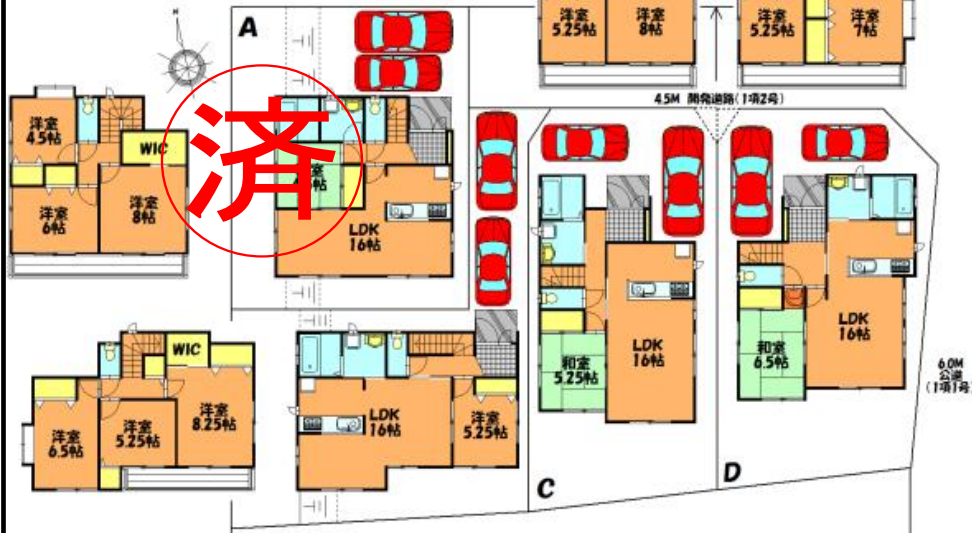 N
A
洋室
5.25帖
洋室
8帖
洋室
5.25帖
洋室
7帖
4.5M 開発道路(1項2号)
洋室
4.5帖
WIC
洋室
6帖
洋室
8帖
済
LDK
16帖
和室
5.25帖
LDK
16帖
和室
6.5帖
LDK
16帖
6.0M
公道
(1項1号)
WIC
洋室
6.5帖
洋室
5.25帖
洋室
8.25帖
LDK
16帖
洋室
5.25帖
C
D